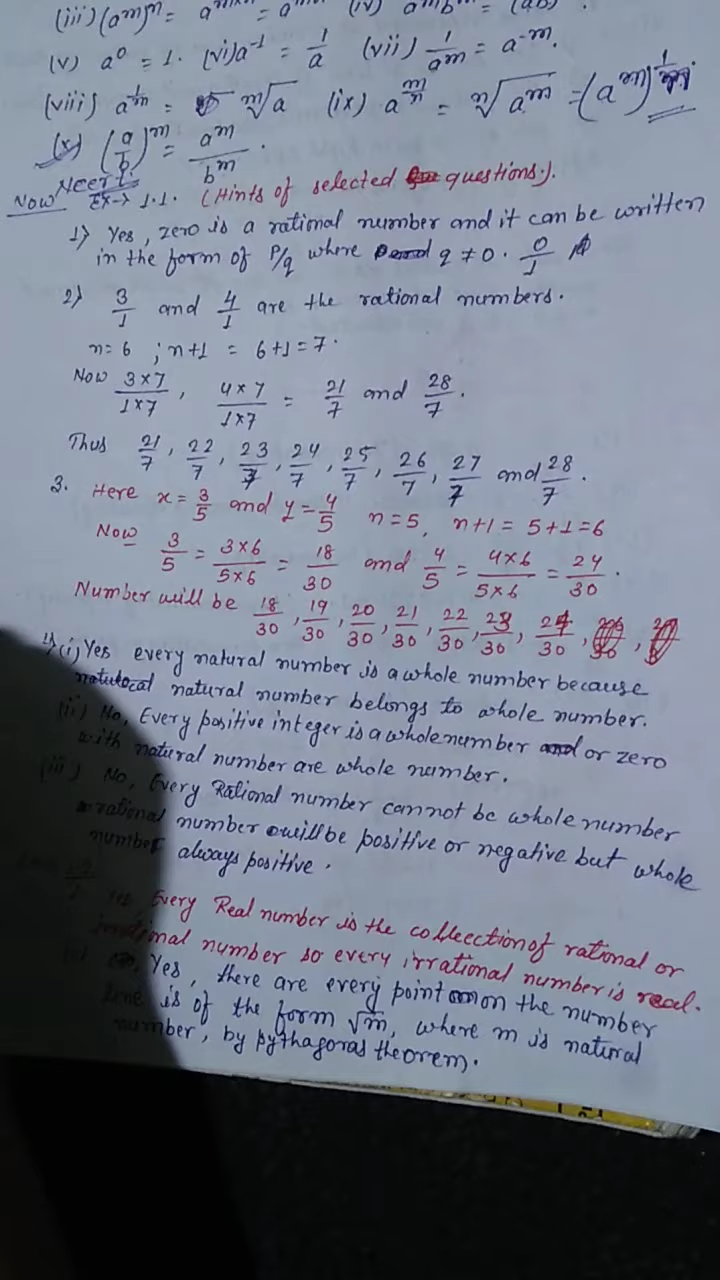 (iii) (aᵐ)ⁿ = aᵐˣⁿ = (iv) aᵐbᵐ = (ab)
(v) a⁰ = 1. (vi) a⁻¹ = 1/a (vii) 1/aᵐ = a⁻ᵐ.
(viii) = ᵐ√a (ix) a^(m/n) = ⁿ√aᵐ = (aᵐ)
(x) (a/b)ᵐ = aᵐ/bᵐ.
Now Ncert
Ex → 1.1. (Hints of selected questions.).
1) Yes, zero is a rational number and it can be written
in the form of P/q where q ≠ 0. 0/1
2) 3/1 and 4/1 are the rational numbers.
n = 6 ; n+1 = 6+1 = 7.
Now 3×7/1×7, 4×7/1×7 = 21/7 and 28/7.
Thus 21/7, 22/7, 23/7, 24/7, 25/7, 26/7, 27/7 and 28/7.
3. Here x = 3/5 and y = 4/5 n = 5, n+1 = 5+1 = 6
Now 3/5 = 3×6/5×6 = 18/30 and 4/5 = 4×6/5×6 = 24/30.
Number will be 18/30, 19/30, 20/30, 21/30, 22/30, 23/30, 24/30,
(i) Yes every natural number is a whole number because
natural number belongs to whole number.
(ii) No, Every positive integer is a whole number or zero
with natural number are whole number.
(iii) No, Every Rational number cannot be whole number
rational number will be positive or negative but whole
number always positive.
Yes Every Real number is the collection of rational or
irrational number so every irrational number is real.
Yes, there are every point on the number
line is of the form √m, where m is natural
number, by pythagoras theorem.